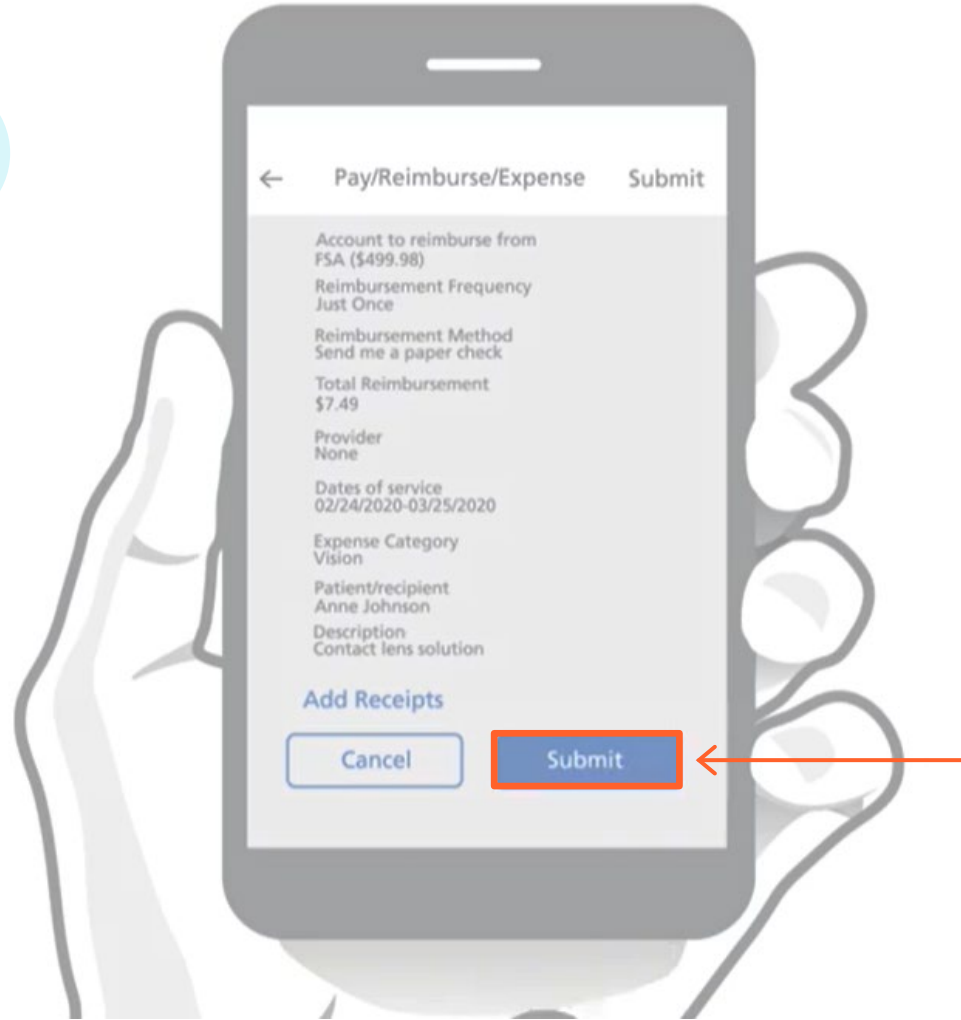 Pay/Reimburse/Expense
Submit
Account to reimburse from
FSA ($499.98)
Reimbursement Frequency
Just Once
Reimbursement Method
Send me a paper check
Total Reimbursement
$7.49
Provider
None
Dates of service
02/24/2020-03/25/2020
Expense Category
Vision
Patient/recipient
Anne Johnson
Description
Contact lens solution
Add Receipts
Cancel
Submit